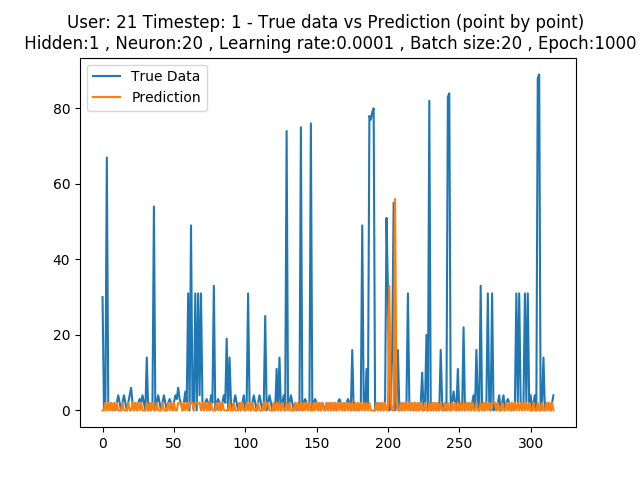 User: 21 Timestep: 1 - True data vs Prediction (point by point)
Hidden:1 , Neuron:20 , Learning rate:0.0001 , Batch size:20 , Epoch:1000
True Data
Prediction
80
60
40
20
0
0 50 100 150 200 250 300